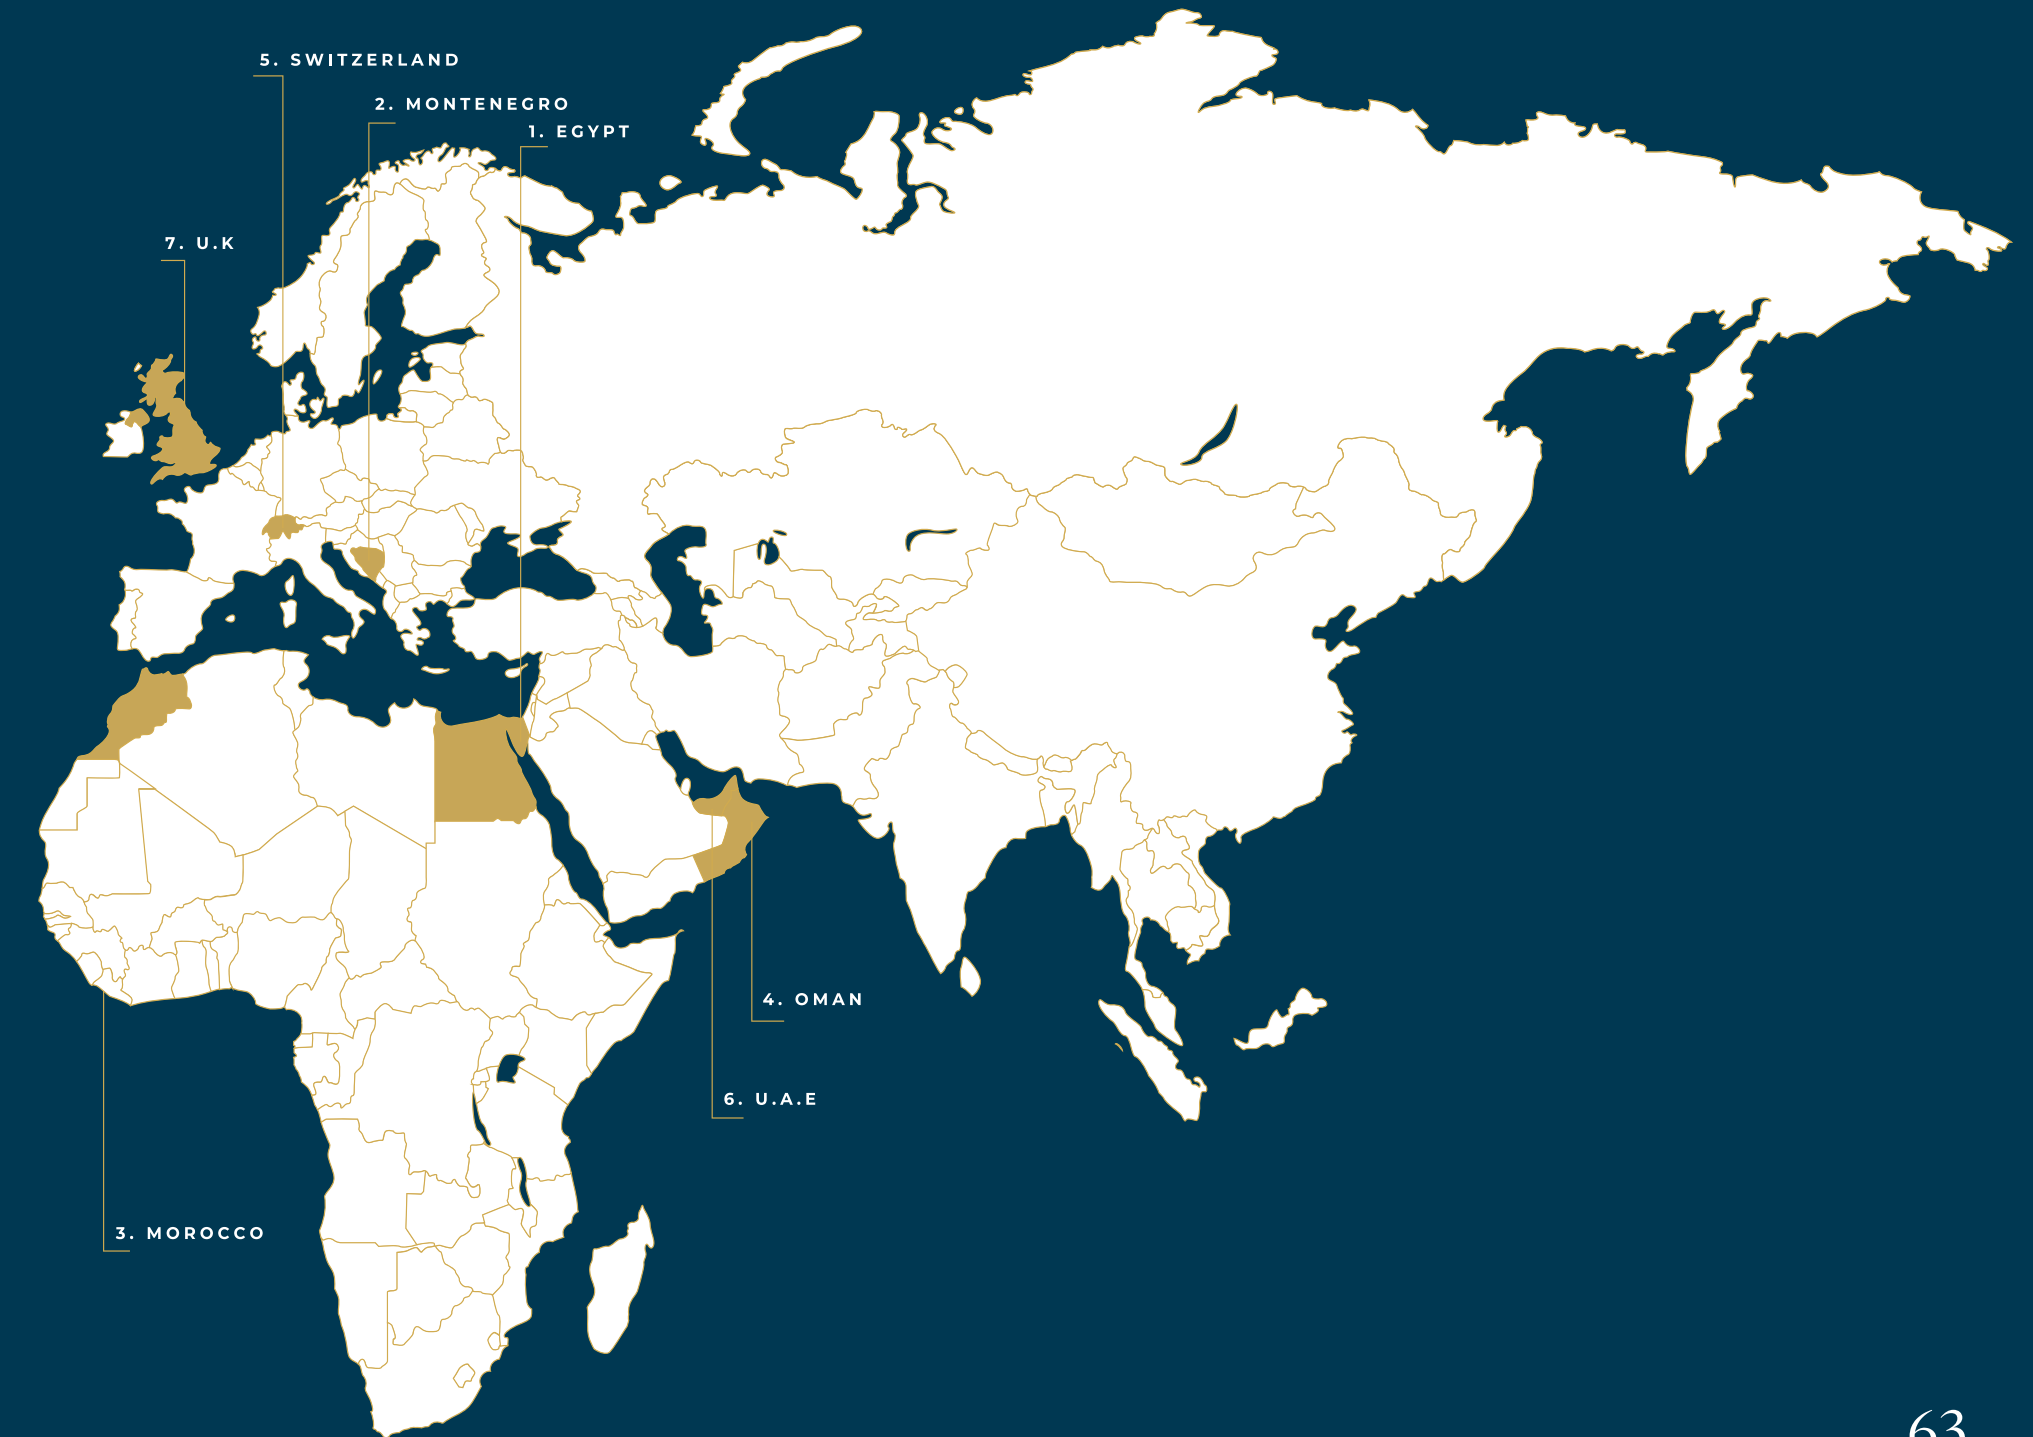 5. SWITZERLAND
2. MONTENEGRO
1. EGYPT
7. U.K
4. OMAN
6. U.A.E
3. MOROCCO
63